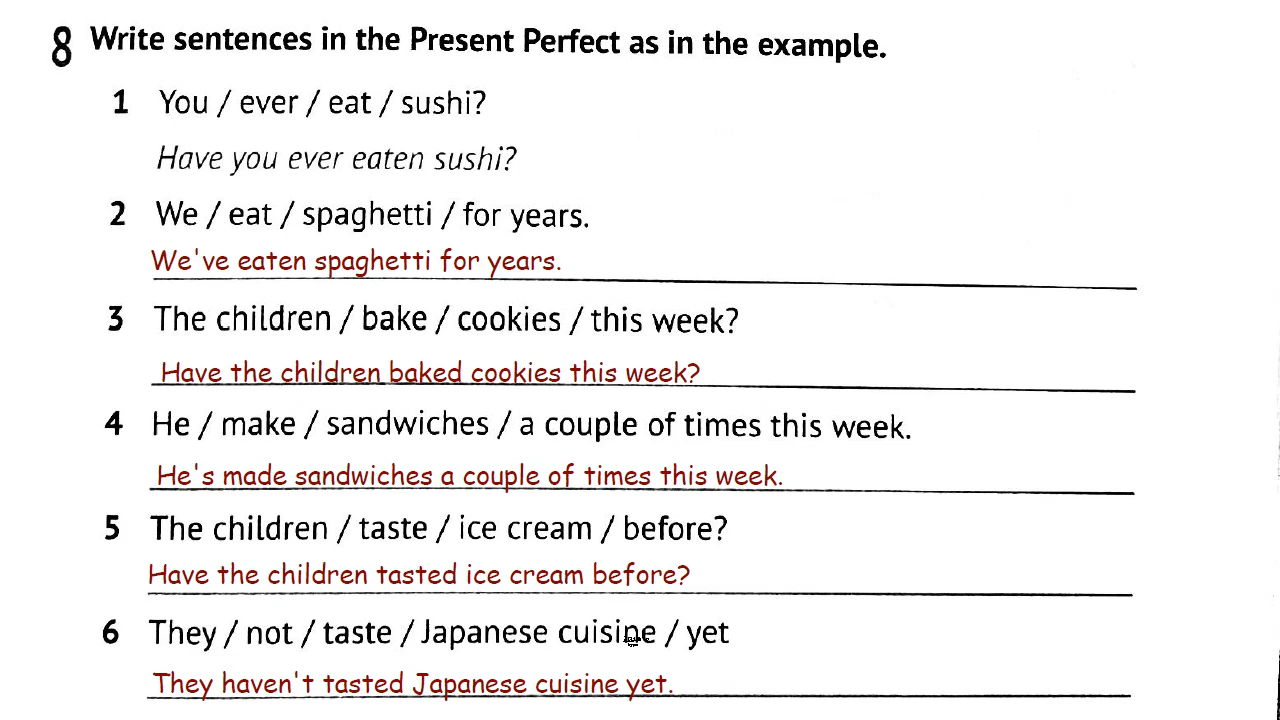 8 Write sentences in the Present Perfect as in the example.
1 You / ever / eat / sushi?
Have you ever eaten sushi?
2 We / eat / spaghetti / for years.
We've eaten spaghetti for years.
3 The children / bake / cookies / this week?
Have the children baked cookies this week?
4 He / make / sandwiches / a couple of times this week.
He's made sandwiches a couple of times this week.
5 The children / taste / ice cream / before?
Have the children tasted ice cream before?
6 They / not / taste / Japanese cuisine / yet
They haven't tasted Japanese cuisine yet.